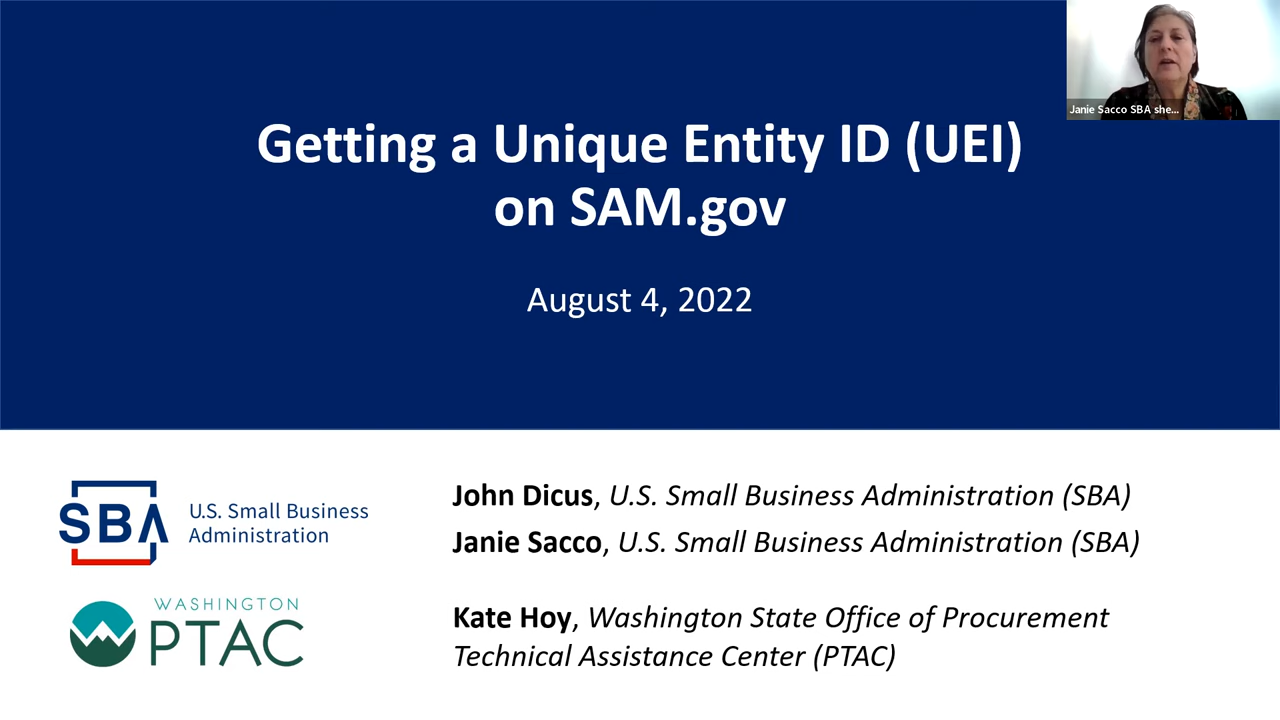 Janie Sacco SBA she...
Getting a Unique Entity ID (UEI)
on SAM.gov
August 4, 2022
SBA
U.S. Small Business
Administration
John Dicus, U.S. Small Business Administration (SBA)
Janie Sacco, U.S. Small Business Administration (SBA)
WASHINGTON
PTAC
Kate Hoy, Washington State Office of Procurement
Technical Assistance Center (PTAC)